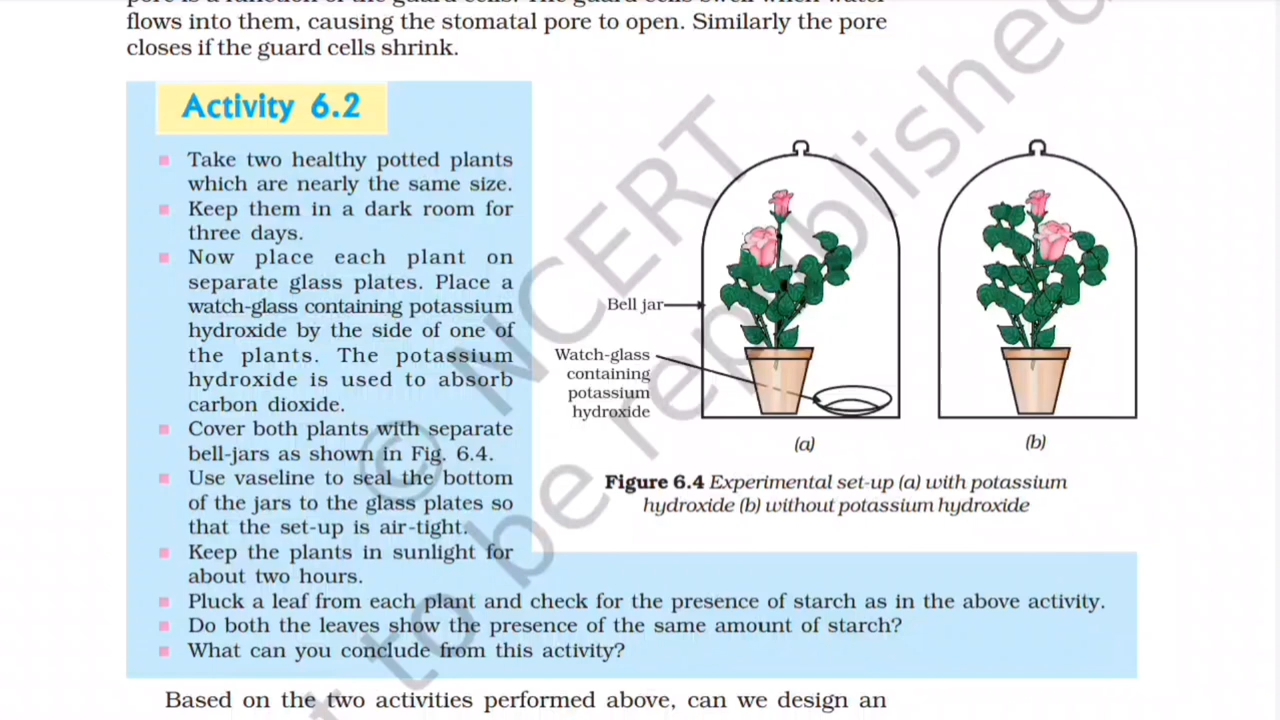 flows into them, causing the stomatal pore to open. Similarly the pore
closes if the guard cells shrink.
Activity 6.2
Take two healthy potted plants
which are nearly the same size.
Keep them in a dark room for
three days.
Now place each plant on
separate glass plates. Place a
watch-glass containing potassium
hydroxide by the side of one of
the plants. The potassium
hydroxide is used to absorb
carbon dioxide.
Cover both plants with separate
bell-jars as shown in Fig. 6.4.
Use vaseline to seal the bottom
of the jars to the glass plates so
that the set-up is air-tight.
Keep the plants in sunlight for
about two hours.
Pluck a leaf from each plant and check for the presence of starch as in the above activity.
Do both the leaves show the presence of the same amount of starch?
What can you conclude from this activity?
Bell jar
Watch-glass
containing
potassium
hydroxide
(a)
(b)
Figure 6.4 Experimental set-up (a) with potassium
hydroxide (b) without potassium hydroxide
Based on the two activities performed above, can we design an
© NCERT
to be republished